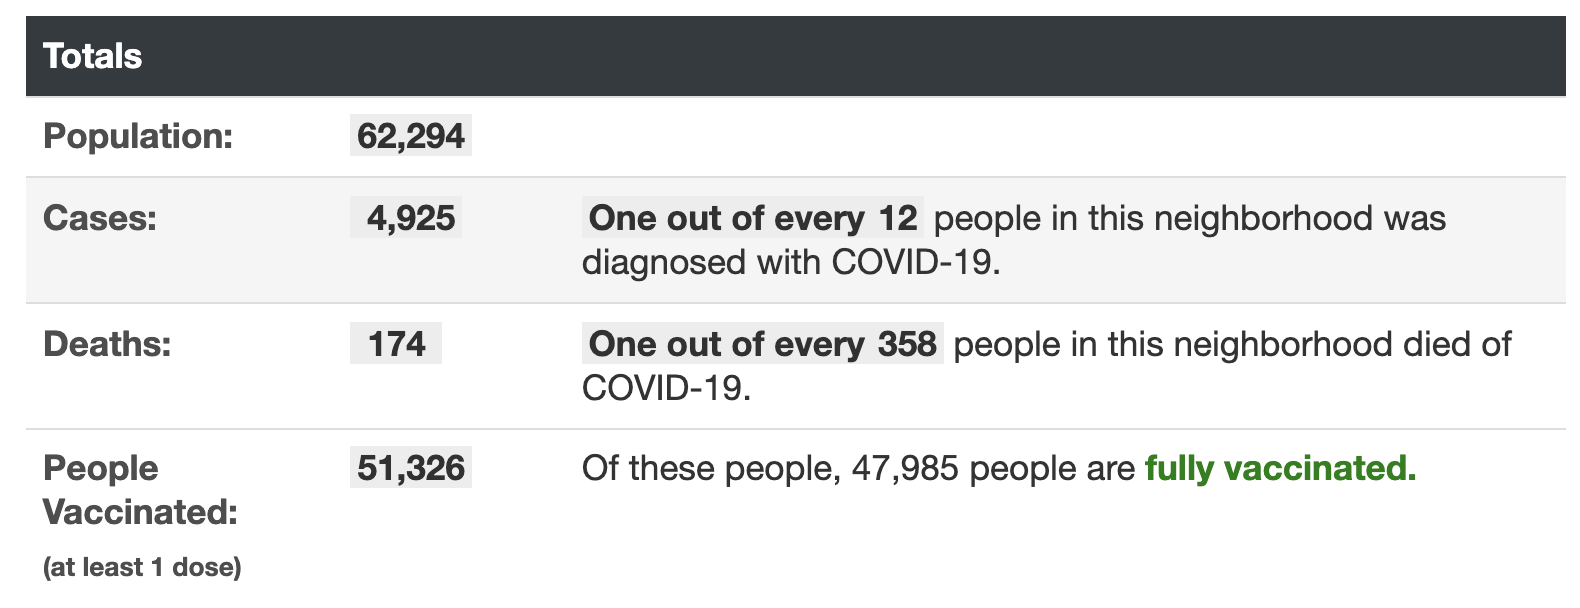 Totals
Population: 62,294
Cases: 4,925 One out of every 12 people in this neighborhood was
diagnosed with COVID-19.
Deaths: 174 One out of every 358 people in this neighborhood died of
COVID-19.
People 51,326 Of these people, 47,985 people are fully vaccinated.
Vaccinated:
(at least 1 dose)